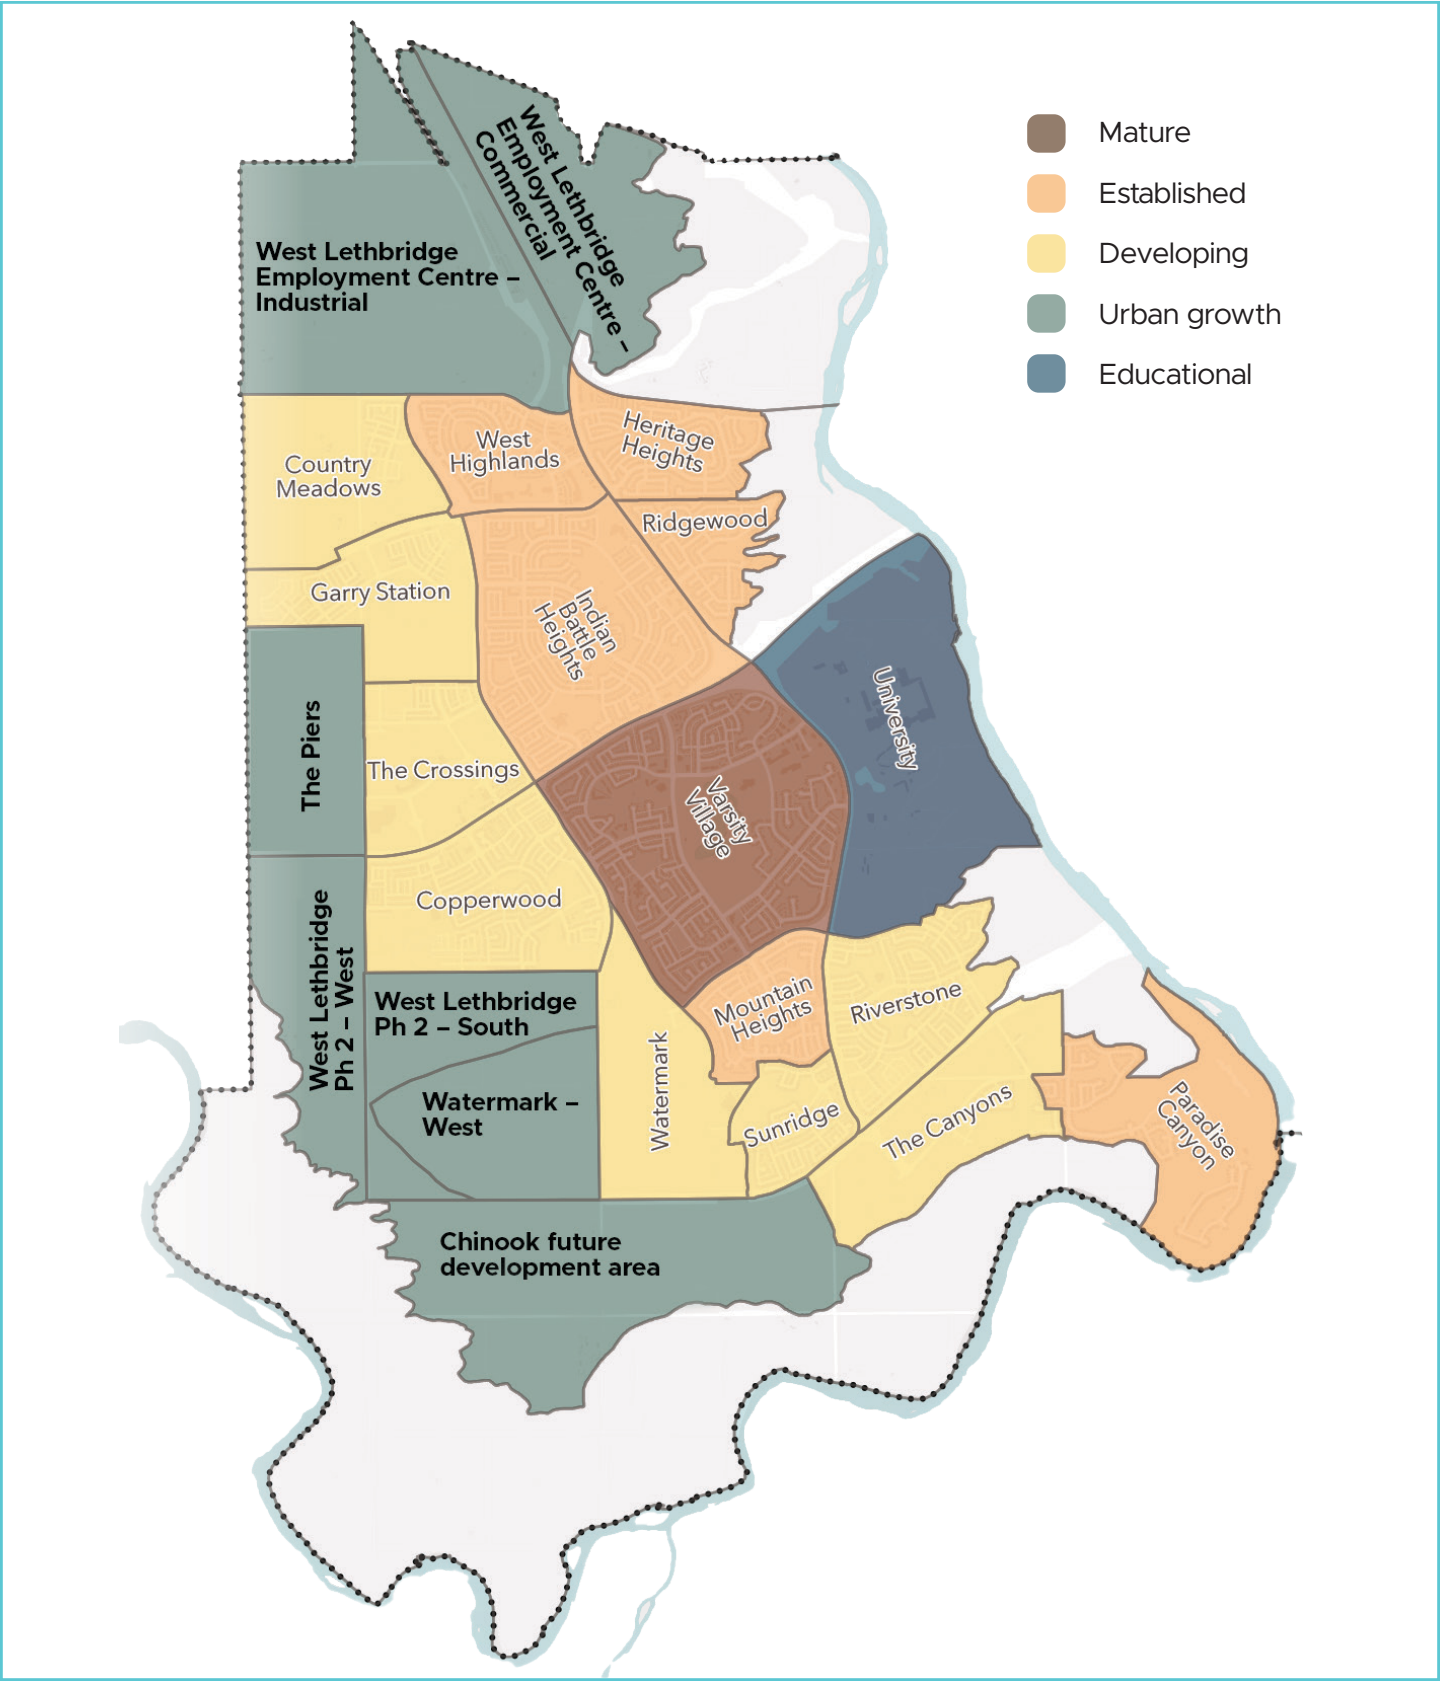 Mature
Established
Developing
Urban growth
Educational
West Lethbridge
Employment Centre –
Commercial
West Lethbridge
Employment Centre –
Industrial
Heritage
Heights
West
Highlands
Country
Meadows
Ridgewood
Garry Station
Indian
Battle
Heights
University
The Piers
The Crossings
Varsity
Village
Copperwood
West Lethbridge
Ph 2 – West
West Lethbridge
Ph 2 – South
Mountain
Heights
Riverstone
Watermark
Watermark –
West
Sunridge
The Canyons
Paradise
Canyon
Chinook future
development area